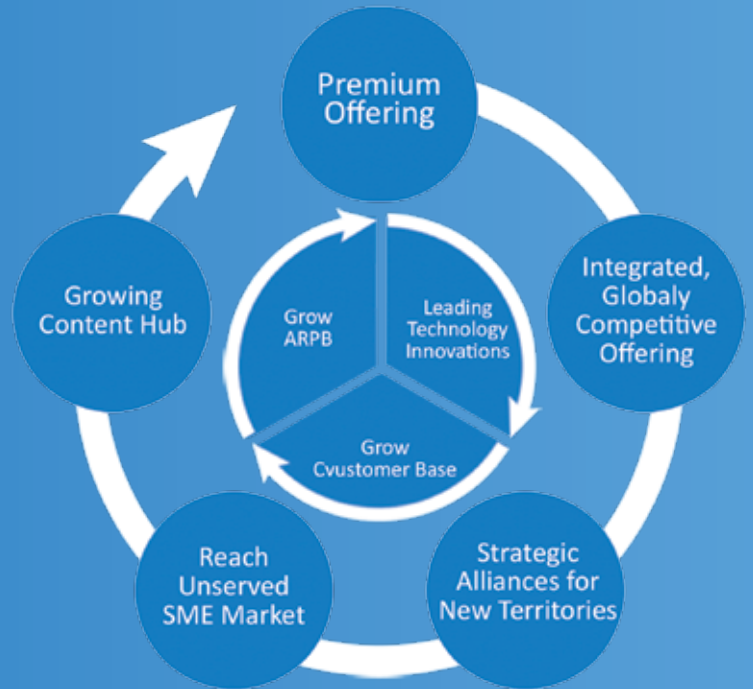 Premium
Offering
Integrated,
Globaly
Competitive
Offering
Strategic
Alliances for
New Territories
Reach
Unserved
SME Market
Growing
Content Hub
Grow
ARPB
Leading
Technology
Innovations
Grow
Cvustomer Base